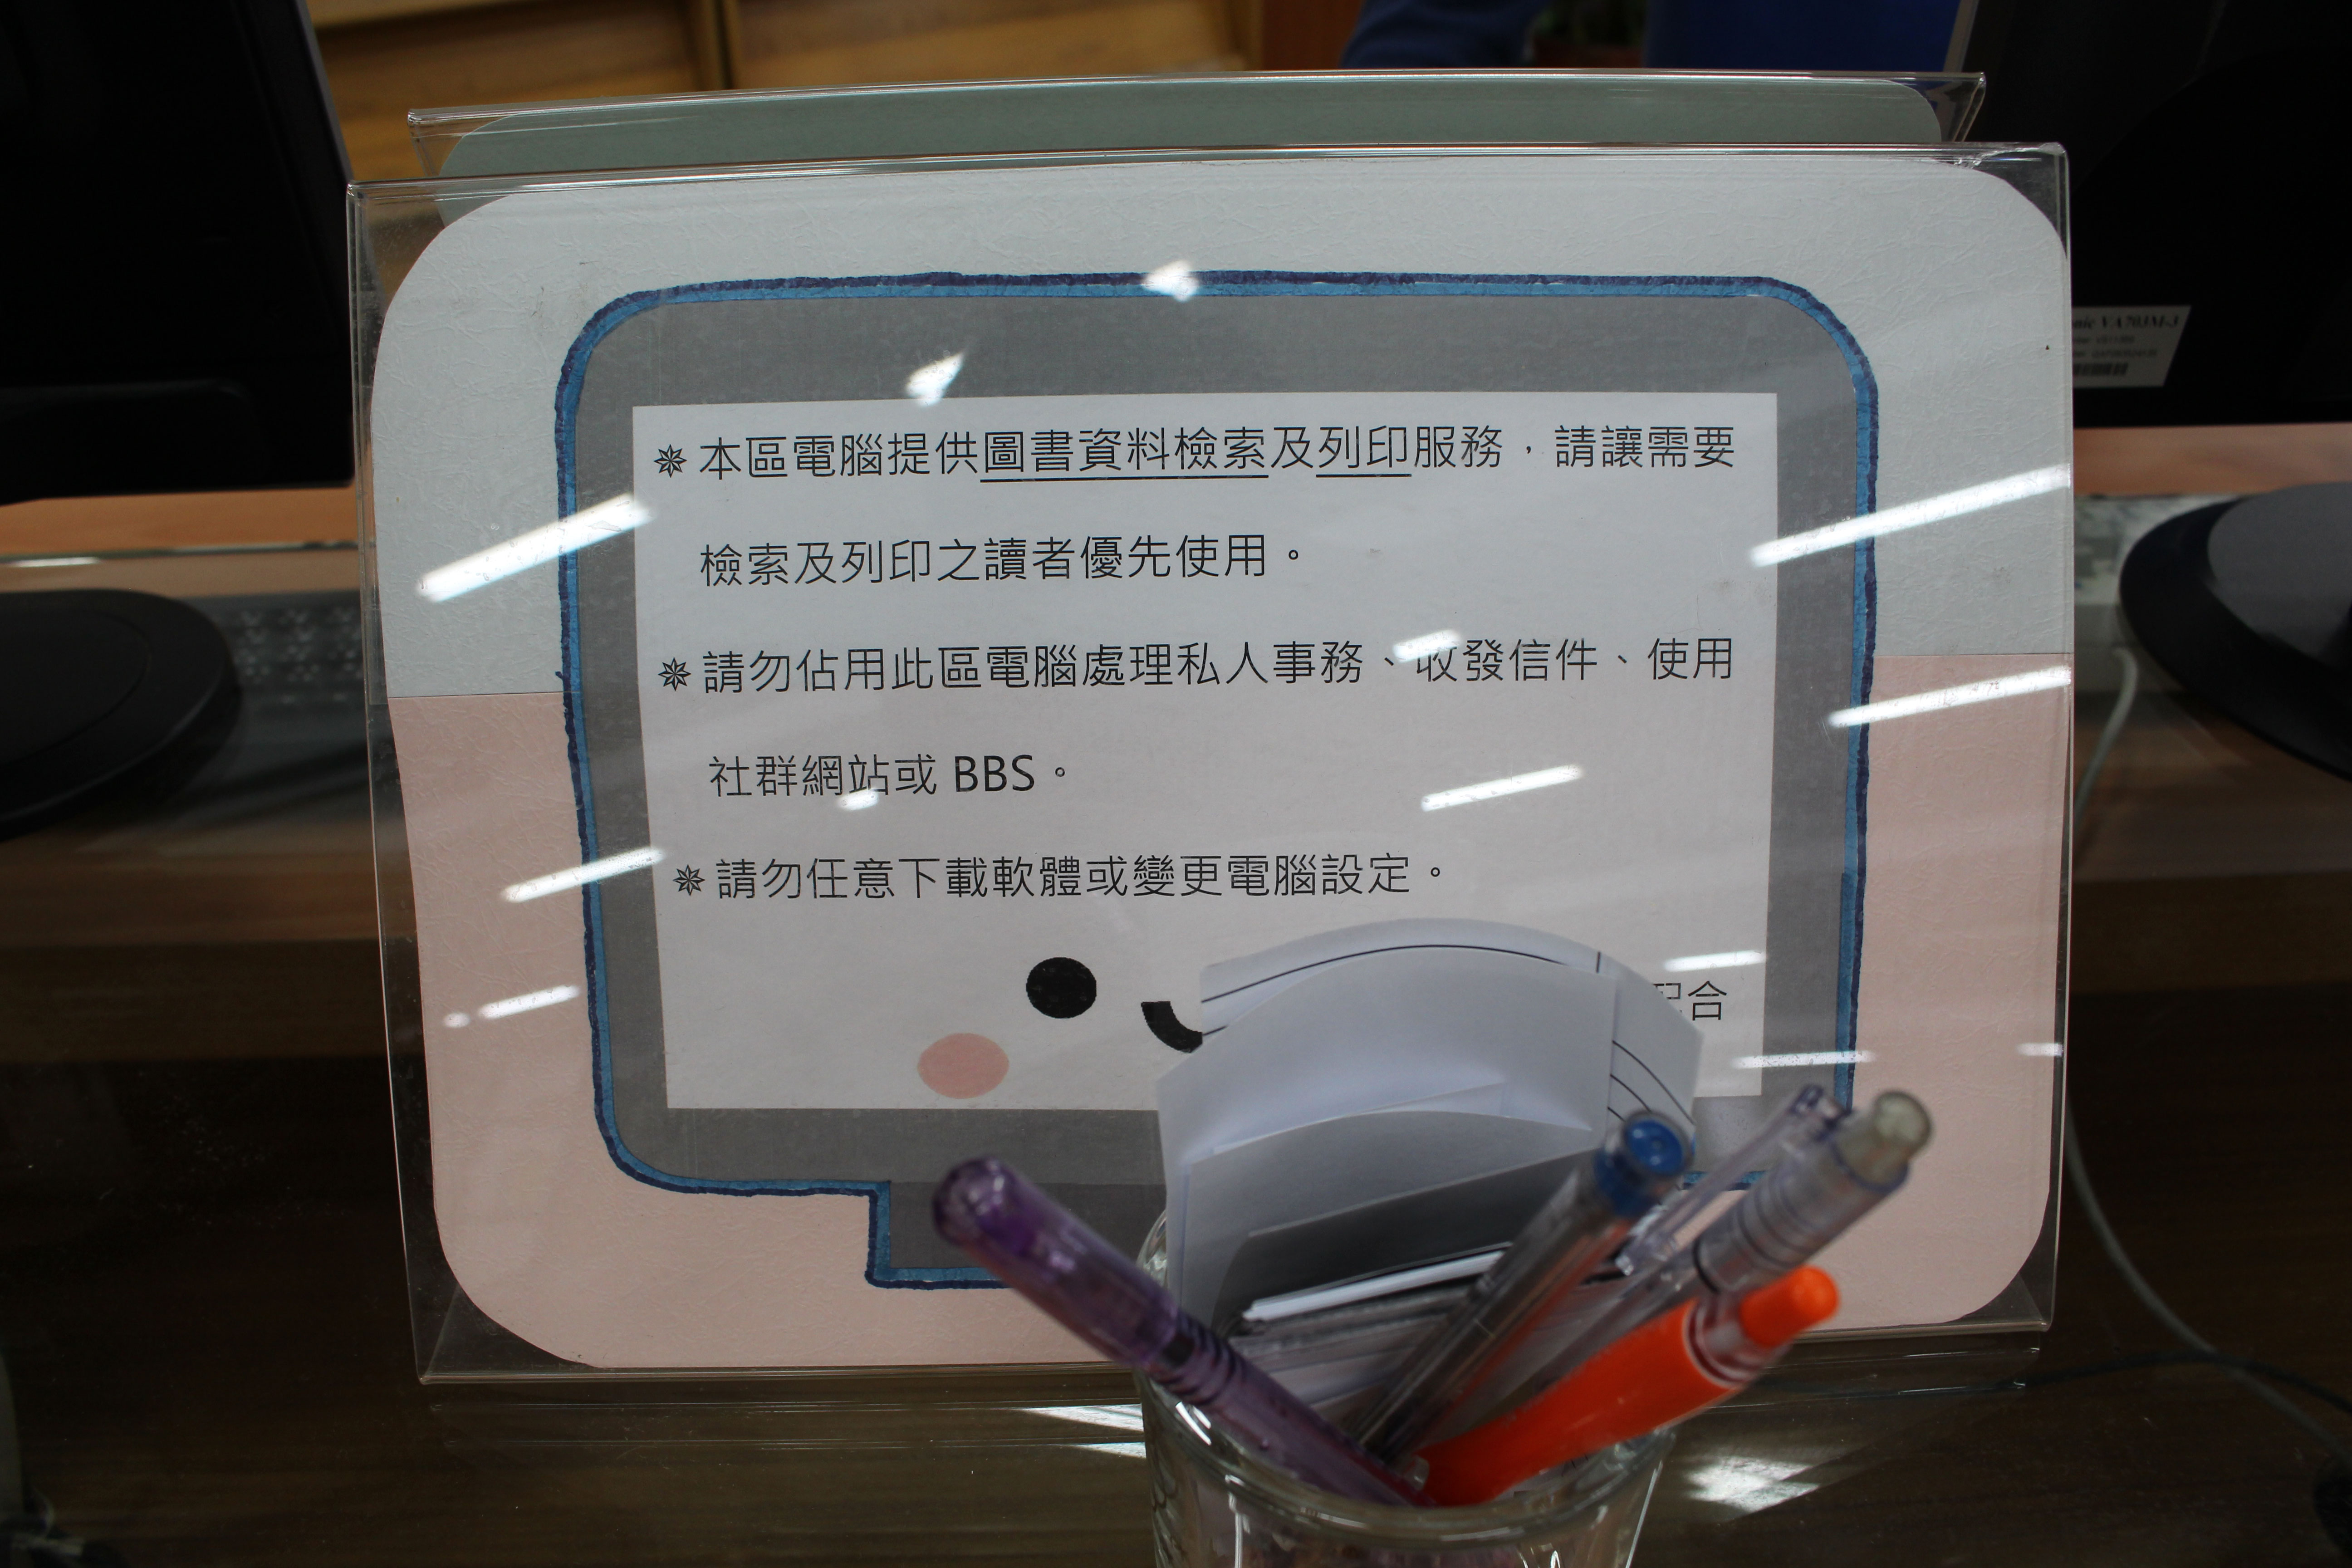 ✵本區電腦提供圖書資料檢索及列印服務，請讓需要
檢索及列印之讀者優先使用。
✵請勿佔用此區電腦處理私人事務、收發信件、使用
社群網站或 BBS。
✵請勿任意下載軟體或變更電腦設定。
合
VA703M-3